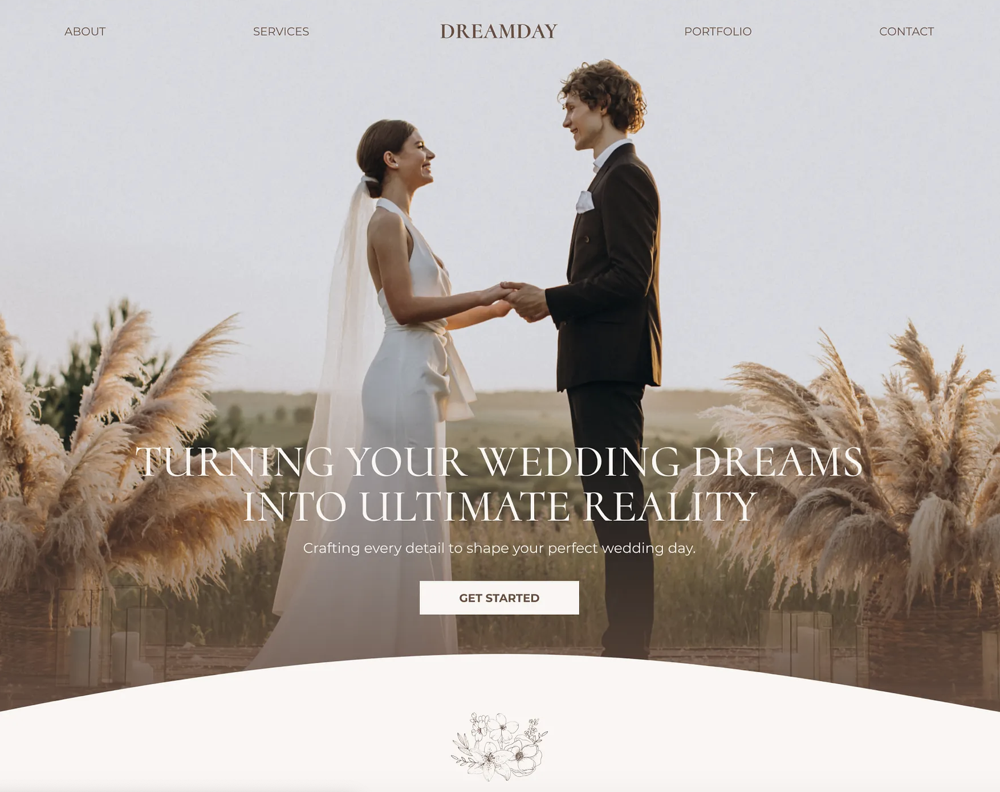 ABOUT
SERVICES
DREAMDAY
PORTFOLIO
CONTACT
TURNING YOUR WEDDING DREAMS
INTO ULTIMATE REALITY
Crafting every detail to shape your perfect wedding day.
GET STARTED